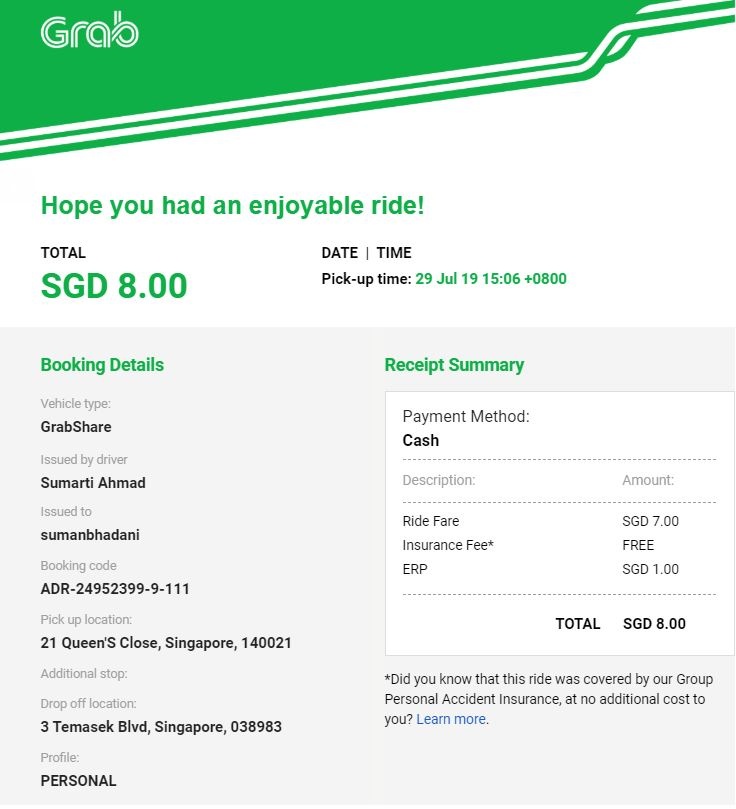 Grab
Hope you had an enjoyable ride!
TOTAL
SGD 8.00
DATE | TIME
Pick-up time: 29 Jul 19 15:06 +0800
Booking Details
Vehicle type:
GrabShare
Issued by driver
Sumarti Ahmad
Issued to
sumanbhadani
Booking code
ADR-24952399-9-111
Pick up location:
21 Queen'S Close, Singapore, 140021
Additional stop:
Drop off location:
3 Temasek Blvd, Singapore, 038983
Profile:
PERSONAL
Receipt Summary
Payment Method:
Cash
Description: Amount:
Ride Fare SGD 7.00
Insurance Fee* FREE
ERP SGD 1.00
TOTAL SGD 8.00
*Did you know that this ride was covered by our Group
Personal Accident Insurance, at no additional cost to
you? Learn more.